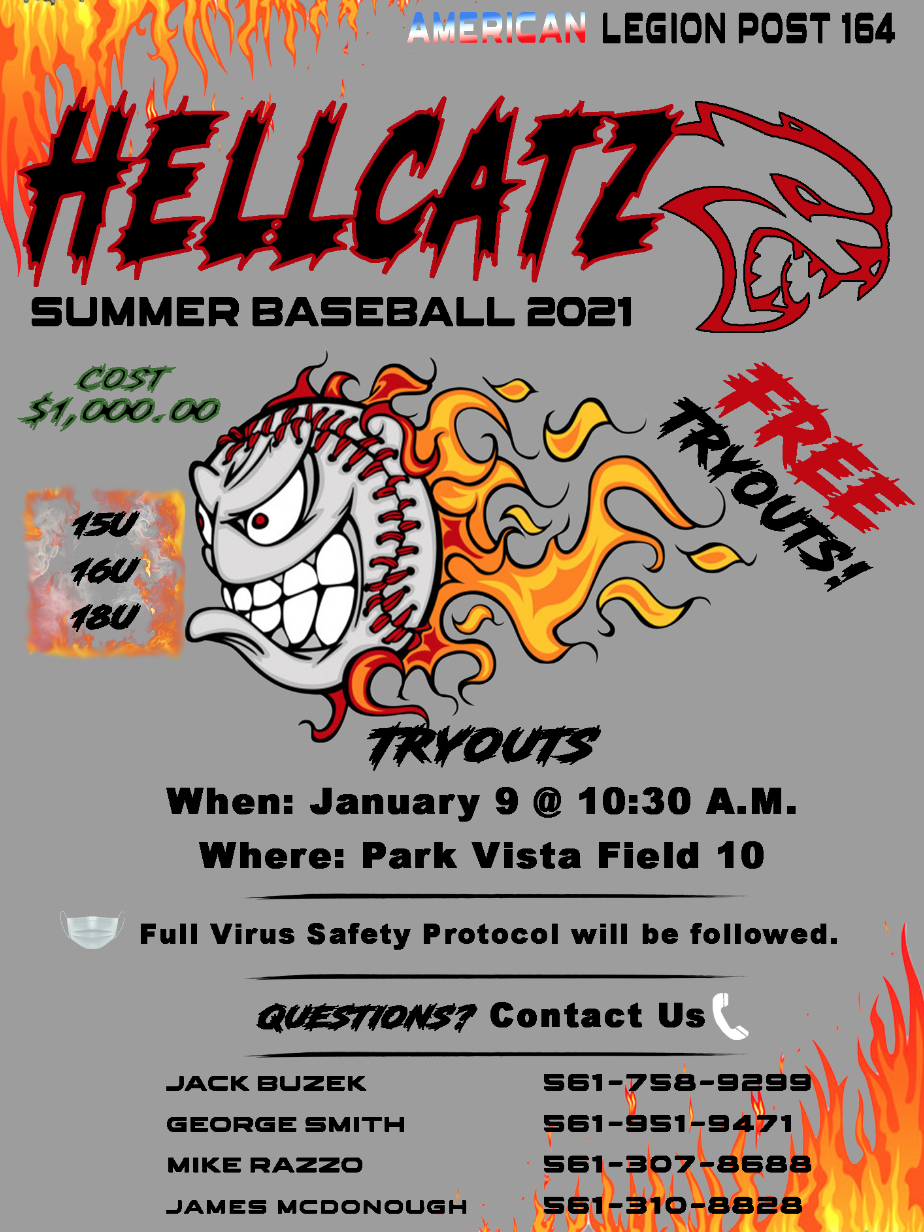 AMERICAN LEGION POST 164
HELLCATZ
SUMMER BASEBALL 2021
COST
$1,000.00
FREE
TRYOUTS!
15U
16U
18U
TRYOUTS
When: January 9 @ 10:30 A.M.
Where: Park Vista Field 10
Full Virus Safety Protocol will be followed.
QUESTIONS? Contact Us
JACK BUZEK 561-758-9299
GEORGE SMITH 561-951-9471
MIKE RAZZO 561-307-8688
JAMES MCDONOUGH 561-310-8828